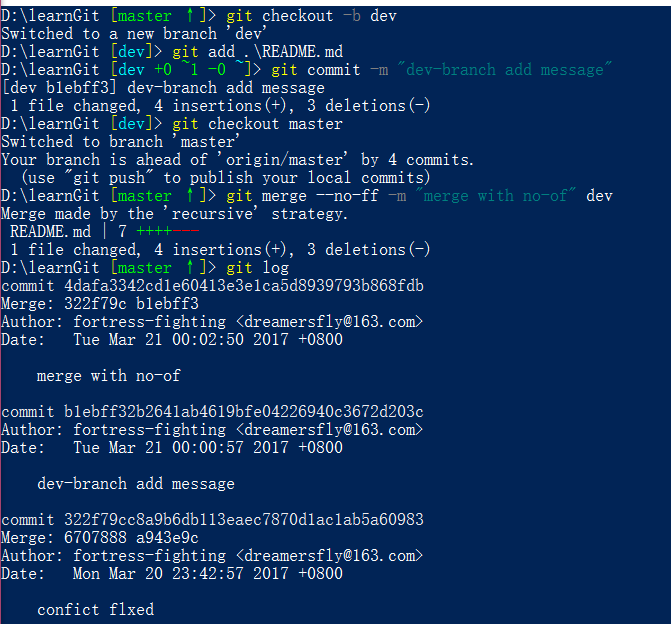 D:\learnGit [master ↑]> git checkout -b dev
Switched to a new branch 'dev'
D:\learnGit [dev]> git add .\README.md
D:\learnGit [dev +0 ~1 -0 ~]> git commit -m "dev-branch add message"
[dev b1ebff3] dev-branch add message
 1 file changed, 4 insertions(+), 3 deletions(-)
D:\learnGit [dev]> git checkout master
Switched to branch 'master'
Your branch is ahead of 'origin/master' by 4 commits.
  (use "git push" to publish your local commits)
D:\learnGit [master ↑]> git merge --no-ff -m "merge with no-of" dev
Merge made by the 'recursive' strategy.
 README.md | 7 ++++---
 1 file changed, 4 insertions(+), 3 deletions(-)
D:\learnGit [master ↑]> git log
commit 4dafa3342cd1e60413e3e1ca5d8939793b868fdb
Merge: 322f79c b1ebff3
Author: fortress-fighting <dreamersfly@163.com>
Date:   Tue Mar 21 00:02:50 2017 +0800

    merge with no-of

commit b1ebff32b2641ab4619bfe04226940c3672d203c
Author: fortress-fighting <dreamersfly@163.com>
Date:   Tue Mar 21 00:00:57 2017 +0800

    dev-branch add message

commit 322f79cc8a9b6db113eaec7870d1ac1ab5a60983
Merge: 6707888 a943e9c
Author: fortress-fighting <dreamersfly@163.com>
Date:   Mon Mar 20 23:42:57 2017 +0800

    confict flxed